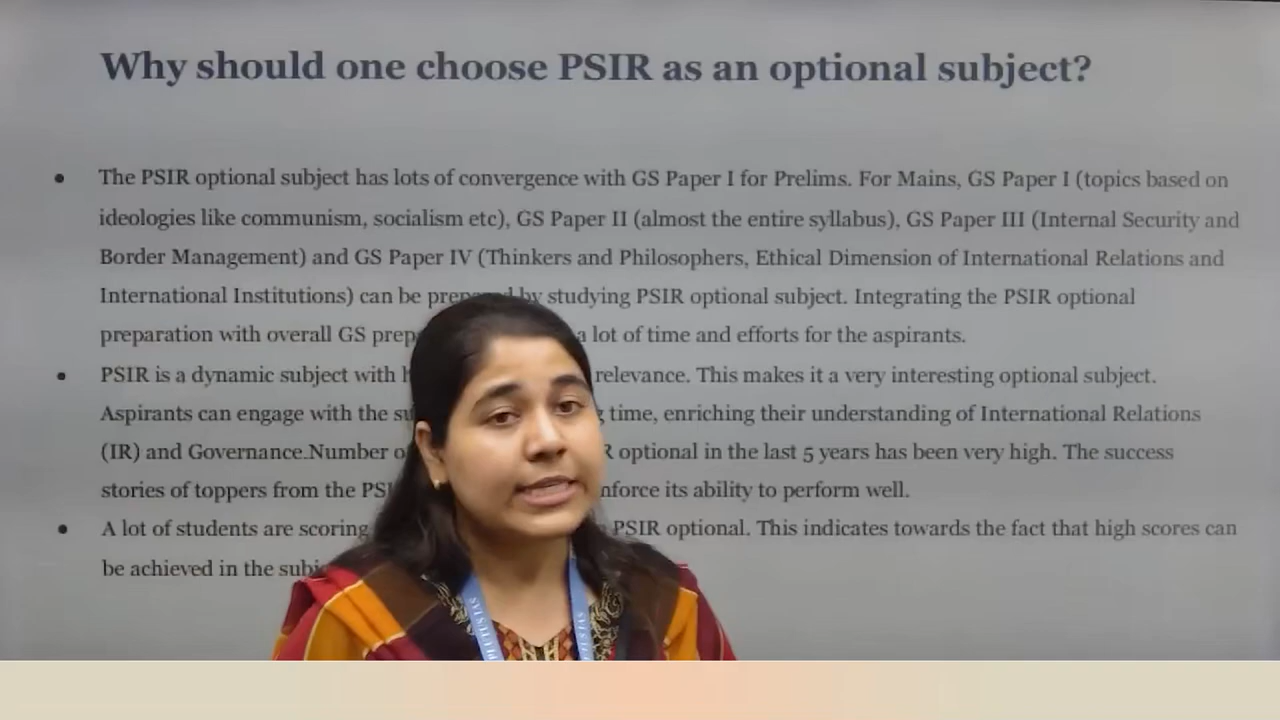 Why should one choose PSIR as an optional subject?
The PSIR optional subject has lots of convergence with GS Paper I for Prelims. For Mains, GS Paper I (topics based on
ideologies like communism, socialism etc), GS Paper II (almost the entire syllabus), GS Paper III (Internal Security and
Border Management) and GS Paper IV (Thinkers and Philosophers, Ethical Dimension of International Relations and
International Institutions) can be prepared by studying PSIR optional subject. Integrating the PSIR optional
preparation with overall GS a lot of time and efforts for the aspirants.
PSIR is a dynamic subject with relevance. This makes it a very interesting optional subject.
Aspirants can engage with the time, enriching their understanding of International Relations
(IR) and Governance.Number optional in the last 5 years has been very high. The success
stories of toppers from the its ability to perform well.
A lot of students are scoring PSIR optional. This indicates towards the fact that high scores can
be achieved in the
PLUTUS IAS